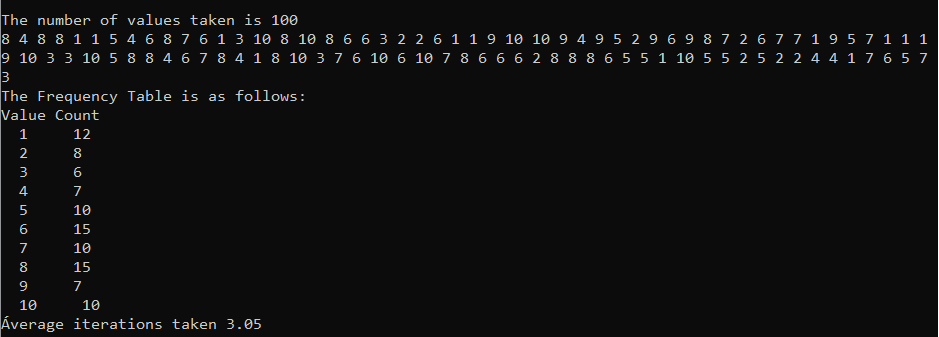 The number of values taken is 100
8 4 8 8 1 1 5 4 6 8 7 6 1 3 10 8 10 8 6 6 3 2 2 6 1 1 9 10 10 9 4 9 5 2 9 6 9 8 7 2 6 7 7 1 9 5 7 1 1 1
9 10 3 3 10 5 8 8 4 6 7 8 4 1 8 10 3 7 6 10 6 10 7 8 6 6 6 2 8 8 8 6 5 5 1 10 5 5 2 5 2 2 4 4 1 7 6 5 7
3
The Frequency Table is as follows:
Value Count
1 12
2 8
3 6
4 7
5 10
6 15
7 10
8 15
9 7
10 10
Áverage iterations taken 3.05